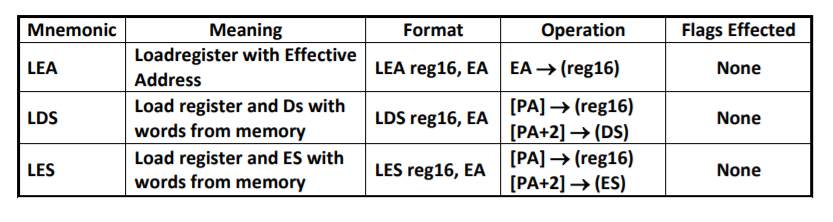 Mnemonic Meaning Format Operation Flags Effected
LEA Loadregister with Effective Address LEA reg16, EA EA → (reg16) None
LDS Load register and Ds with words from memory LDS reg16, EA [PA] → (reg16) [PA+2] → (DS) None
LES Load register and ES with words from memory LES reg16, EA [PA] → (reg16) [PA+2] → (ES) None